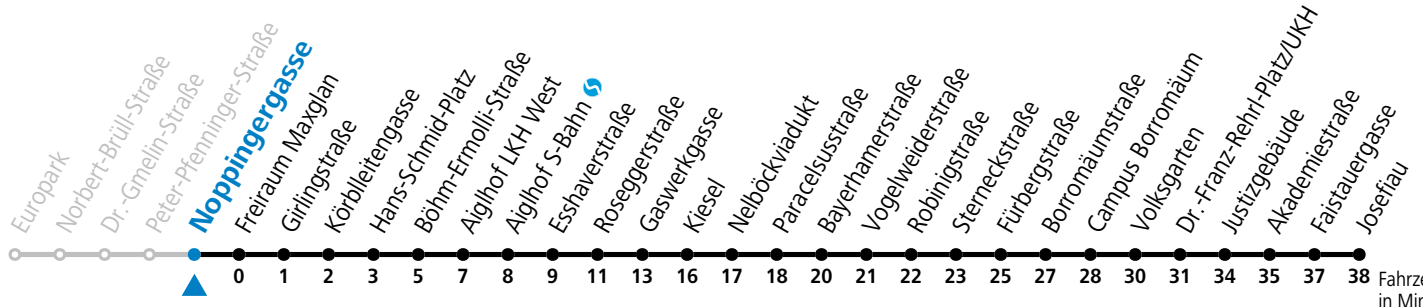 Europark
Norbert-Brüll-Straße
Dr.-Gmelin-Straße
Peter-Pfenninger-Straße
Noppingergasse
Freiraum Maxglan
Girlingstraße
Körblleitengasse
Hans-Schmid-Platz
Böhm-Ermolli-Straße
Aiglhof LKH West
Aiglhof S-Bahn
Esshaverstraße
Roseggerstraße
Gaswerkgasse
Kiesel
Nelböckviadukt
Paracelsusstraße
Bayerhamerstraße
Vogelweiderstraße
Robinigstraße
Sterneckstraße
Fürbergstraße
Borromäumstraße
Campus Borromäum
Volksgarten
Dr.-Franz-Rehrl-Platz/UKH
Justizgebäude
Akademiestraße
Faistauergasse
Josefiau
0 1 2 3 5 7 8 9 11 13 16 17 18 20 21 22 23 25 27 28 30 31 34 35 37 38
Fahrze
in Min